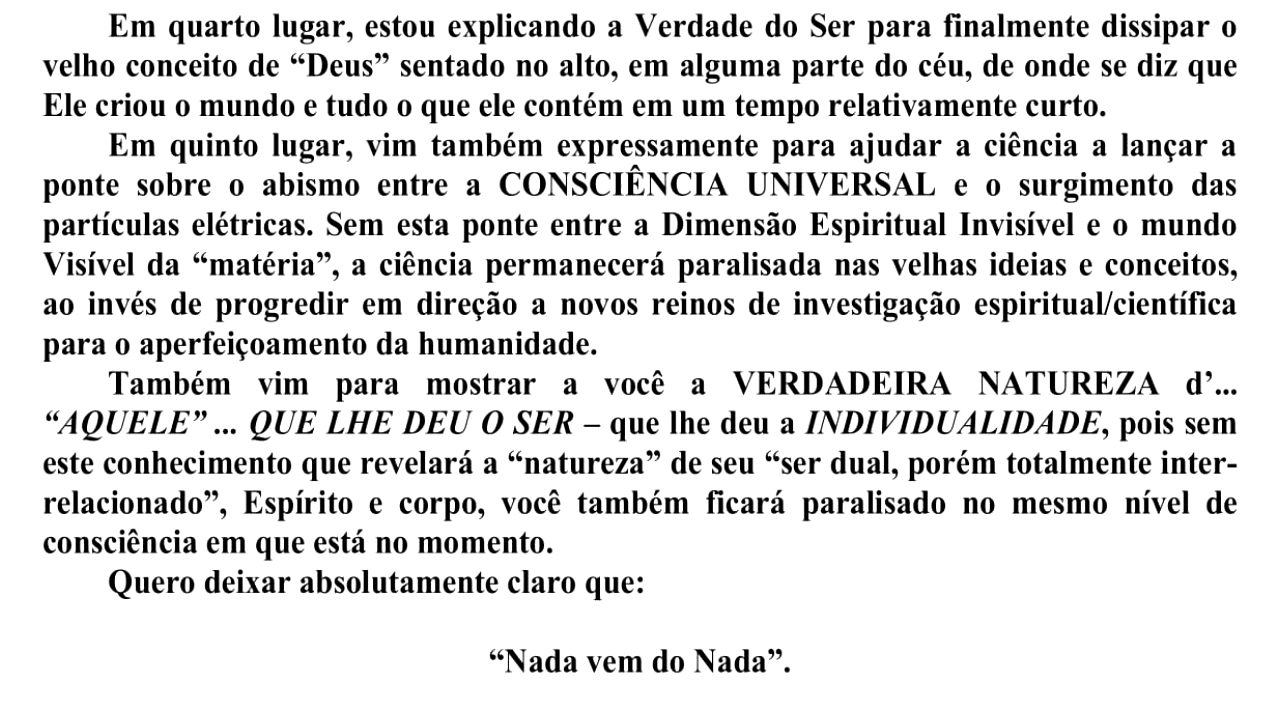 Em quarto lugar, estou explicando a Verdade do Ser para finalmente dissipar o
velho conceito de “Deus” sentado no alto, em alguma parte do céu, de onde se diz que
Ele criou o mundo e tudo o que ele contém em um tempo relativamente curto.
Em quinto lugar, vim também expressamente para ajudar a ciência a lançar a
ponte sobre o abismo entre a CONSCIÊNCIA UNIVERSAL e o surgimento das
partículas elétricas. Sem esta ponte entre a Dimensão Espiritual Invisível e o mundo
Visível da “matéria”, a ciência permanecerá paralisada nas velhas ideias e conceitos,
ao invés de progredir em direção a novos reinos de investigação espiritual/científica
para o aperfeiçoamento da humanidade.
Também vim para mostrar a você a VERDADEIRA NATUREZA d’...
“AQUELE” ... QUE LHE DEU O SER – que lhe deu a INDIVIDUALIDADE, pois sem
este conhecimento que revelará a “natureza” de seu “ser dual, porém totalmente inter-
relacionado”, Espírito e corpo, você também ficará paralisado no mesmo nível de
consciência em que está no momento.
Quero deixar absolutamente claro que:
“Nada vem do Nada”.